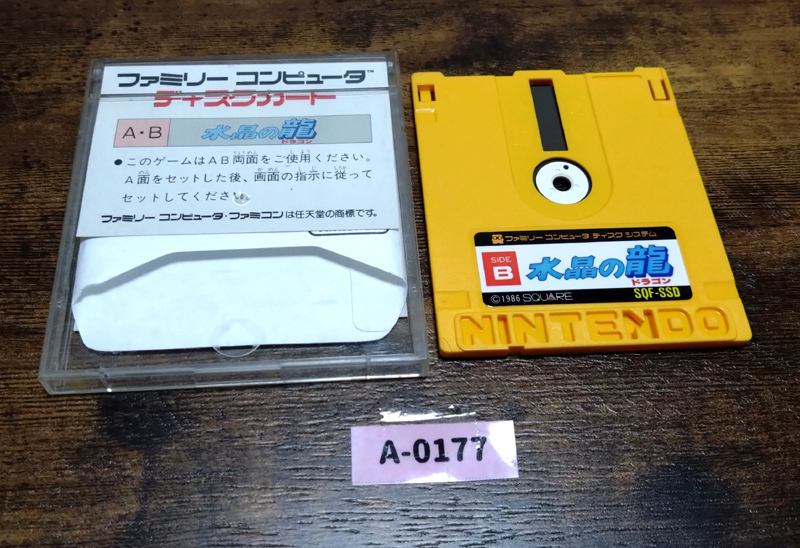 ファミリー コンピュータ™
ディスクカード
A・B 水晶の龍
ドラゴン
●このゲームはAB両面をご使用ください。
A面をセットした後、画面の指示に従って
セットしてください。
ファミリー コンピュータ・ファミコンは任天堂の商標です。
ファミリー コンピュータ ディスク システム
SIDE
B
水晶の龍
ドラゴン
©1986 SQUARE
SQF-SSD
NINTENDO
A-0177